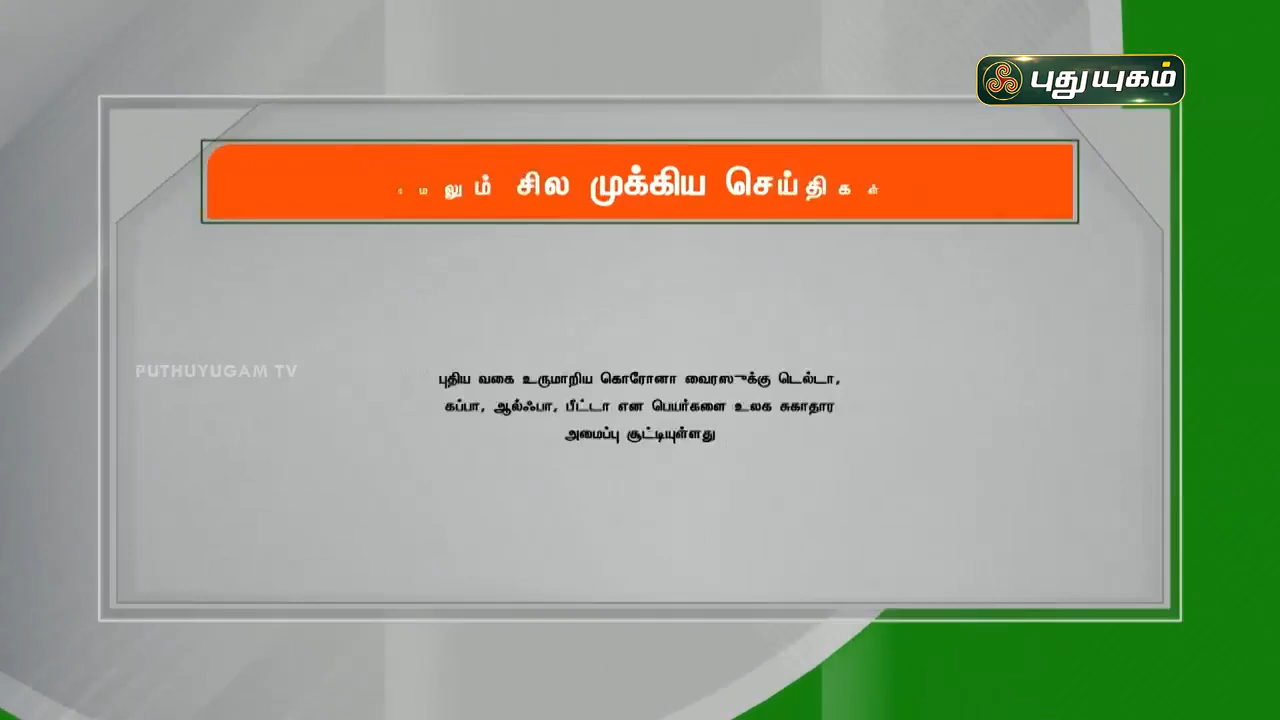 புதுயுகம்
மேலும் சில முக்கிய செய்திகள்
PUTHUYUGAM TV
புதிய வகை உருமாறிய கொரோனா வைரஸுக்கு டெல்டா,
கப்பா, ஆல்ஃபா, பீட்டா என பெயர்களை உலக சுகாதார
அமைப்பு சூட்டியுள்ளது